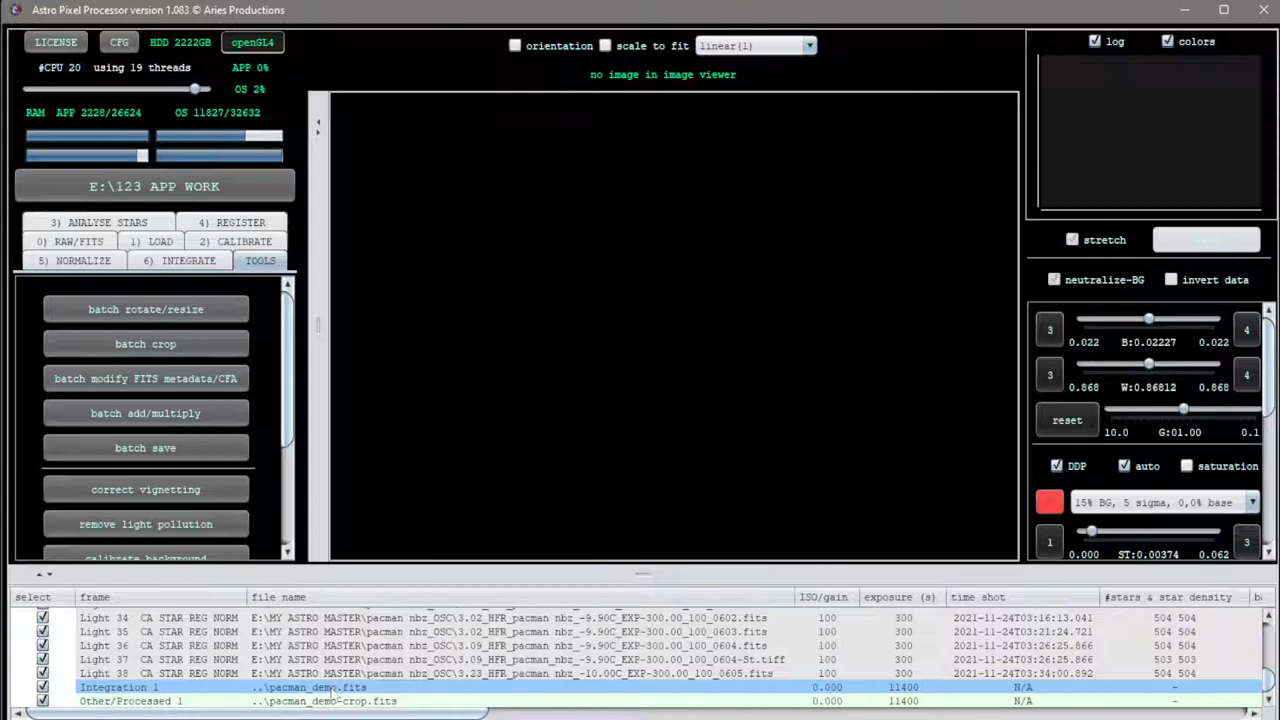 Astro Pixel Processor version 1.083 © Aries Productions
LICENSE CFG HDD 2222GB openGL4
#CPU 20 using 19 threads APP 0%
OS 2%
RAM APP 2228/26624 OS 11827/32632
E:\123 APP WORK
3) ANALYSE STARS 4) REGISTER
0) RAW/FITS 1) LOAD 2) CALIBRATE
5) NORMALIZE 6) INTEGRATE TOOLS
batch rotate/resize
batch crop
batch modify FITS metadata/CFA
batch add/multiply
batch save
correct vignetting
remove light pollution
calibrate background
orientation scale to fit linear(1)
no image in image viewer
log colors
stretch
neutralize-BG invert data
3 4
0.022 B:0.02227 0.022
3 4
0.868 W:0.86812 0.868
reset
10.0 G:01.00 0.1
DDP auto saturation
15% BG, 5 sigma, 0,0% base
1 3
0.000 ST:0.00374 0.062
select frame file name ISO/gain exposure (s) time shot #stars & star density
Light 34 CA STAR REG NORM E:\MY ASTRO MASTER\pacman nbz_OSC\3.02_HFR_pacman nbz_-9.90C_EXP-300.00_100_0602.fits 100 300 2021-11-24T03:16:13.041 504 504
Light 35 CA STAR REG NORM E:\MY ASTRO MASTER\pacman nbz_OSC\3.02_HFR_pacman nbz_-9.90C_EXP-300.00_100_0603.fits 100 300 2021-11-24T03:21:24.721 504 504
Light 36 CA STAR REG NORM E:\MY ASTRO MASTER\pacman nbz_OSC\3.09_HFR_pacman nbz_-9.90C_EXP-300.00_100_0604.fits 100 300 504 504
Light 37 CA STAR REG NORM E:\MY ASTRO MASTER\pacman nbz_OSC\3.09_HFR_pacman nbz_-9.90C_EXP-300.00_100_0604-St.tiff 100 300 503 503
Light 38 CA STAR REG NORM E:\MY ASTRO MASTER\pacman nbz_OSC\3.23_HFR_pacman nbz_-10.00C_EXP-300.00_100_0605.fits 100 300 2021-11-24T03:34:00.892 504 504
Integration 1 ..\pacman_demo.fits 0.000 11400 N/A -
Other/Processed 1 ..\pacman_demo-crop.fits 0.000 11400 N/A -